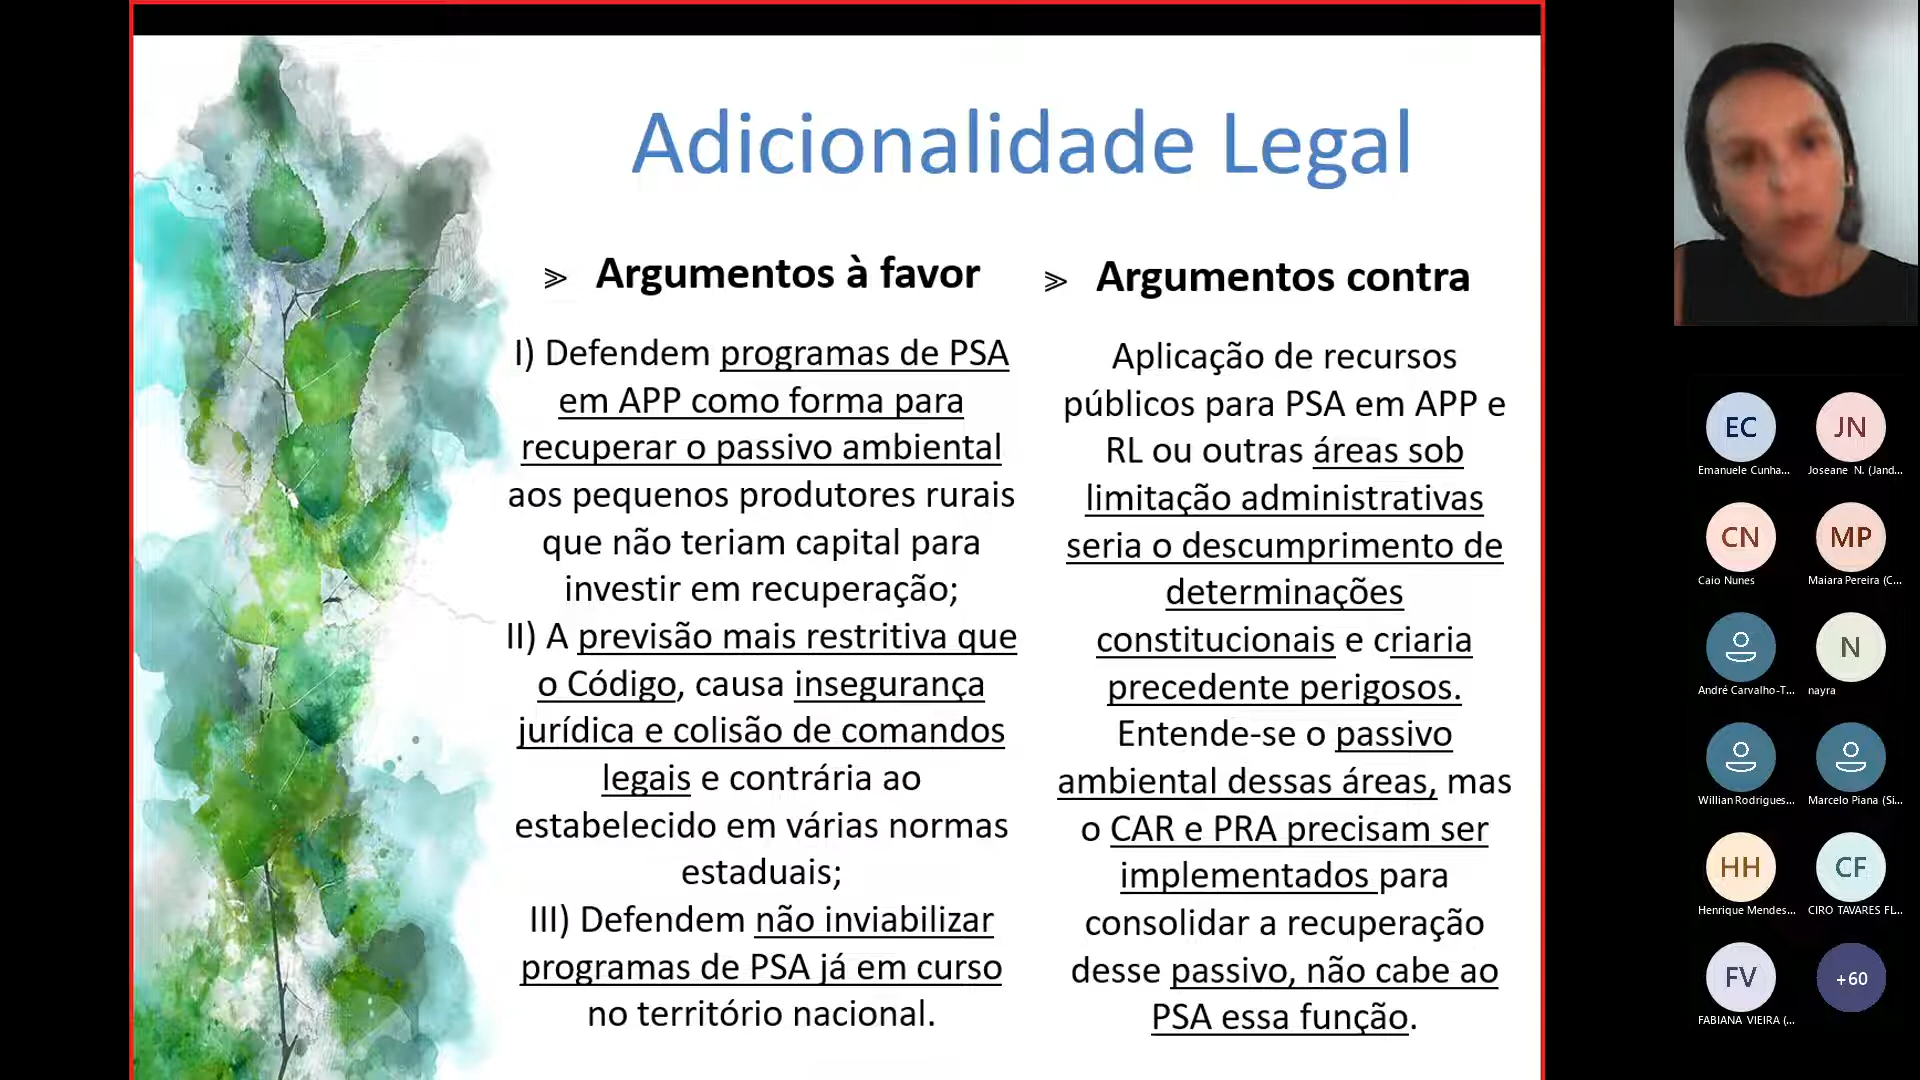 Adicionalidade Legal
⪢ Argumentos à favor
I) Defendem programas de PSA
em APP como forma para
recuperar o passivo ambiental
aos pequenos produtores rurais
que não teriam capital para
investir em recuperação;
II) A previsão mais restritiva que
o Código, causa insegurança
jurídica e colisão de comandos
legais e contrária ao
estabelecido em várias normas
estaduais;
III) Defendem não inviabilizar
programas de PSA já em curso
no território nacional.
⪢ Argumentos contra
Aplicação de recursos
públicos para PSA em APP e
RL ou outras áreas sob
limitação administrativas
seria o descumprimento de
determinações
constitucionais e criaria
precedente perigosos.
Entende-se o passivo
ambiental dessas áreas, mas
o CAR e PRA precisam ser
implementados para
consolidar a recuperação
desse passivo, não cabe ao
PSA essa função.
EC
JN
Emanuele Cunha...
Joseane N. (Jand...
CN
MP
Caio Nunes
Maiara Pereira (C...
N
André Carvalho-T...
nayra
Willian Rodrigues...
Marcelo Piana (Si...
HH
CF
Henrique Mendes...
CIRO TAVARES FL...
FV
+60
FABIANA VIEIRA (...